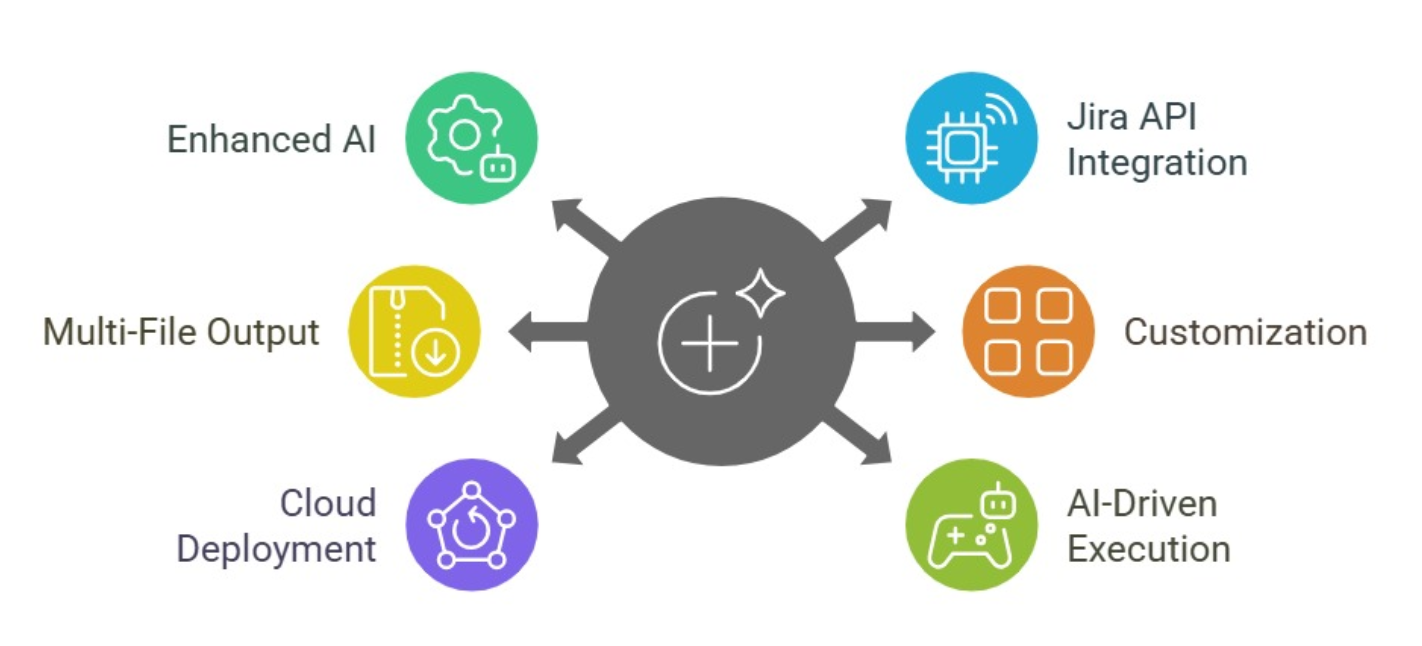 Enhanced AI
Jira API
Integration
Multi-File Output
Customization
Cloud
Deployment
AI-Driven
Execution